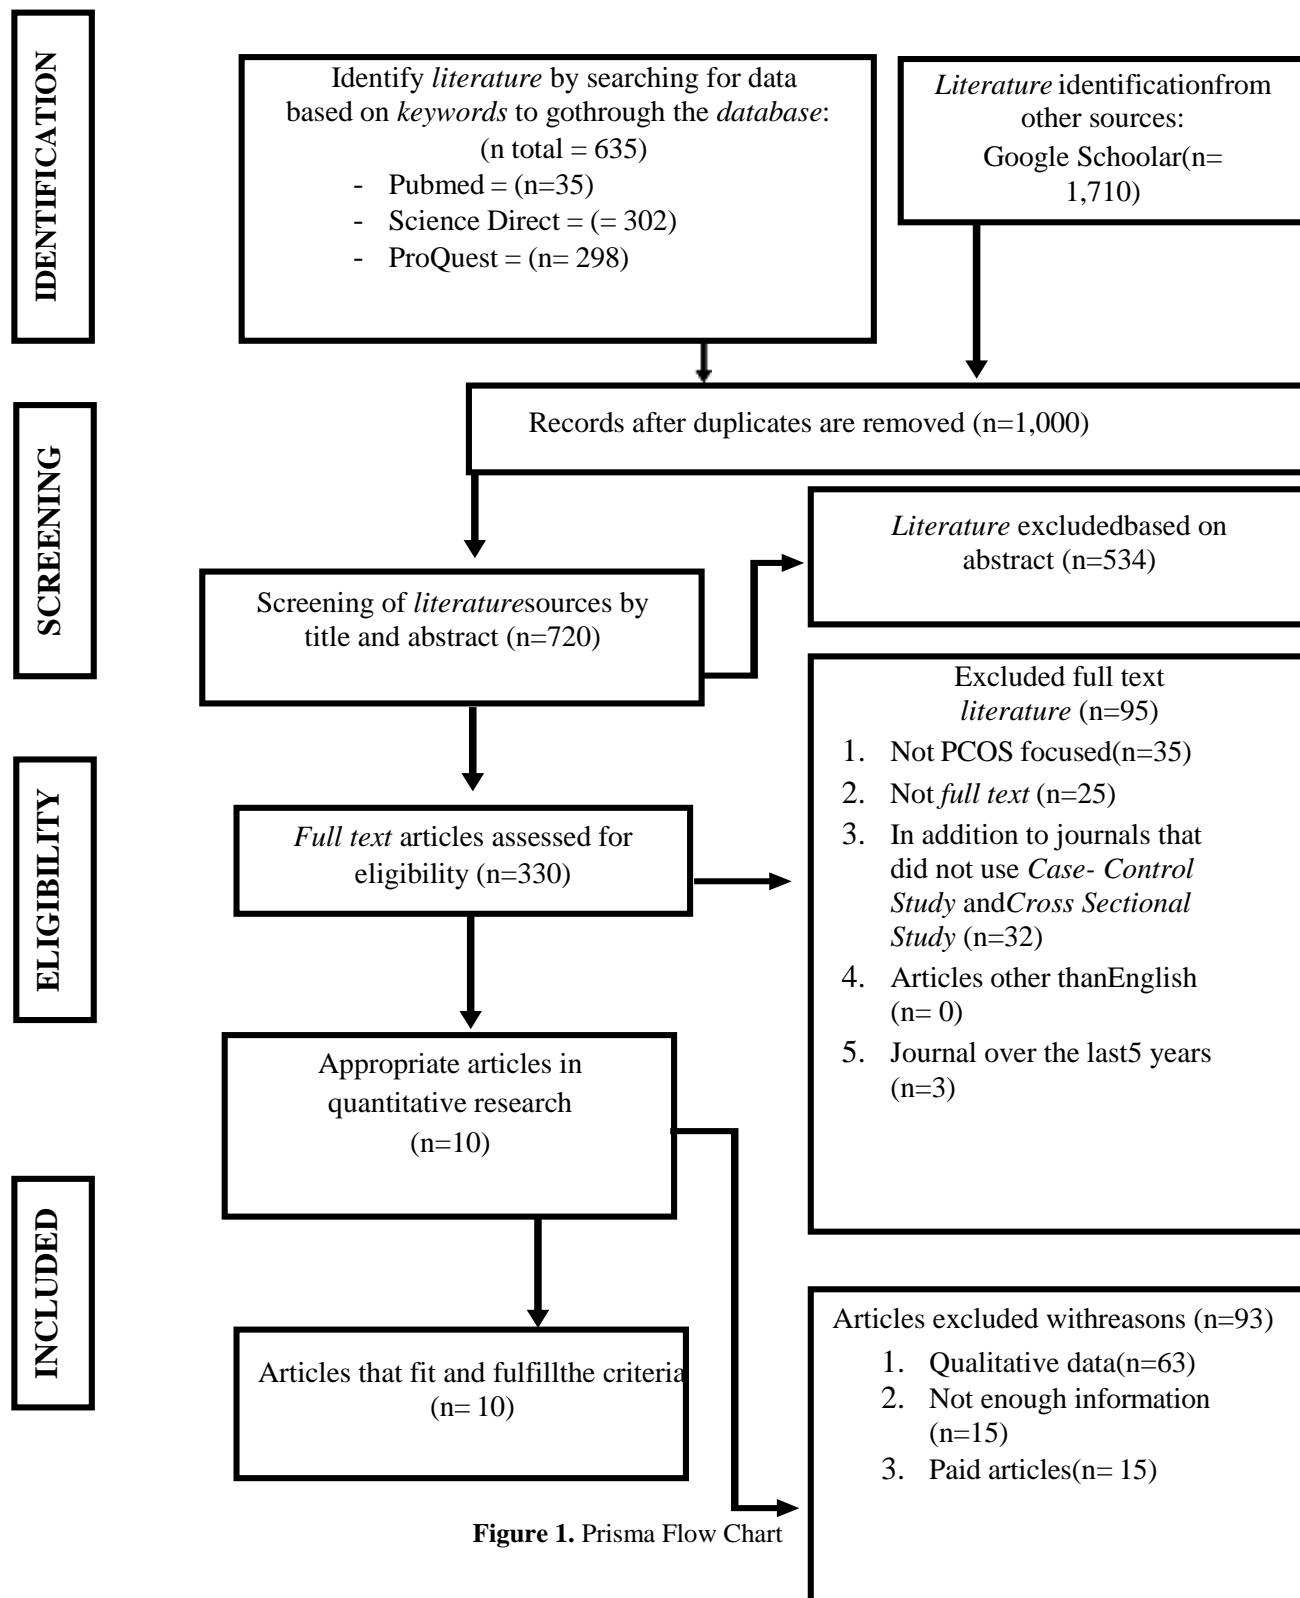 IDENTIFICATION
Identify literature by searching for data
based on keywords to gothrough the database:
(n total = 635)
- Pubmed = (n=35)
- Science Direct = (= 302)
- ProQuest = (n= 298)
Literature identificationfrom
other sources:
Google Schoolar(n=
1,710)
SCREENING
Records after duplicates are removed (n=1,000)
Literature excludedbased on
abstract (n=534)
Screening of literaturesources by
title and abstract (n=720)
Excluded full text
literature (n=95)
1. Not PCOS focused(n=35)
2. Not full text (n=25)
3. In addition to journals that
did not use Case- Control
Study andCross Sectional
Study (n=32)
4. Articles other thanEnglish
(n= 0)
5. Journal over the last5 years
(n=3)
ELIGIBILITY
Full text articles assessed for
eligibility (n=330)
Appropriate articles in
quantitative research
(n=10)
INCLUDED
Articles that fit and fulfillthe criteria
(n= 10)
Articles excluded withreasons (n=93)
1. Qualitative data(n=63)
2. Not enough information
(n=15)
3. Paid articles(n= 15)
Figure 1. Prisma Flow Chart